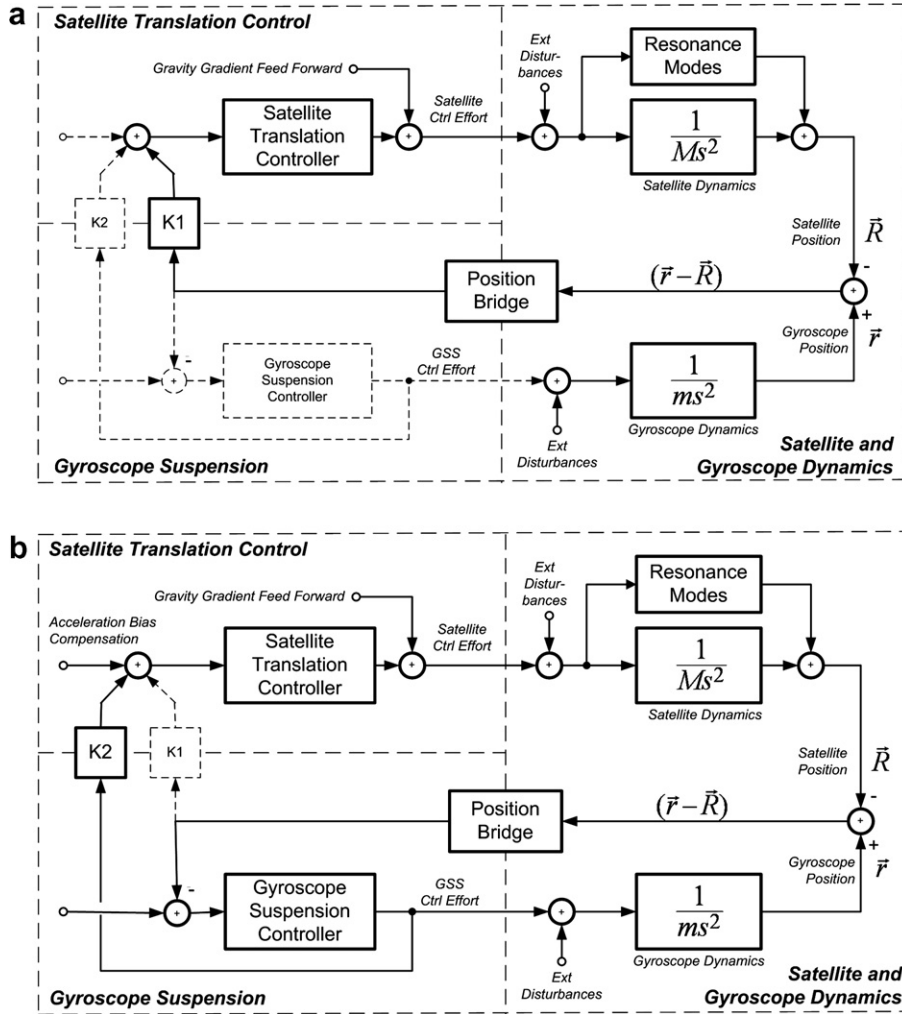 a
Satellite Translation Control
Gravity Gradient Feed Forward
Satellite
Ctrl Effort
Ext
Distur-
bances
Resonance
Modes
+
Satellite
Translation
Controller
+
+
1
Ms²
+
Satellite Dynamics
K2
K1
Satellite
Position
R⃗
-
Position
Bridge
(r⃗ – R⃗)
+
+
Gyroscope
Position
r⃗
-
+
Gyroscope
Suspension
Controller
GSS
Ctrl Effort
+
1
ms²
Gyroscope Dynamics
Ext
Disturbances
Gyroscope Suspension
Satellite and
Gyroscope Dynamics
b
Satellite Translation Control
Acceleration Bias
Compensation
Gravity Gradient Feed Forward
Satellite
Ctrl Effort
Ext
Distur-
bances
Resonance
Modes
+
Satellite
Translation
Controller
+
+
1
Ms²
+
Satellite Dynamics
K2
K1
Satellite
Position
R⃗
-
Position
Bridge
(r⃗ – R⃗)
+
+
Gyroscope
Position
r⃗
-
+
Gyroscope
Suspension
Controller
GSS
Ctrl Effort
+
1
ms²
Gyroscope Dynamics
Ext
Disturbances
Gyroscope Suspension
Satellite and
Gyroscope Dynamics